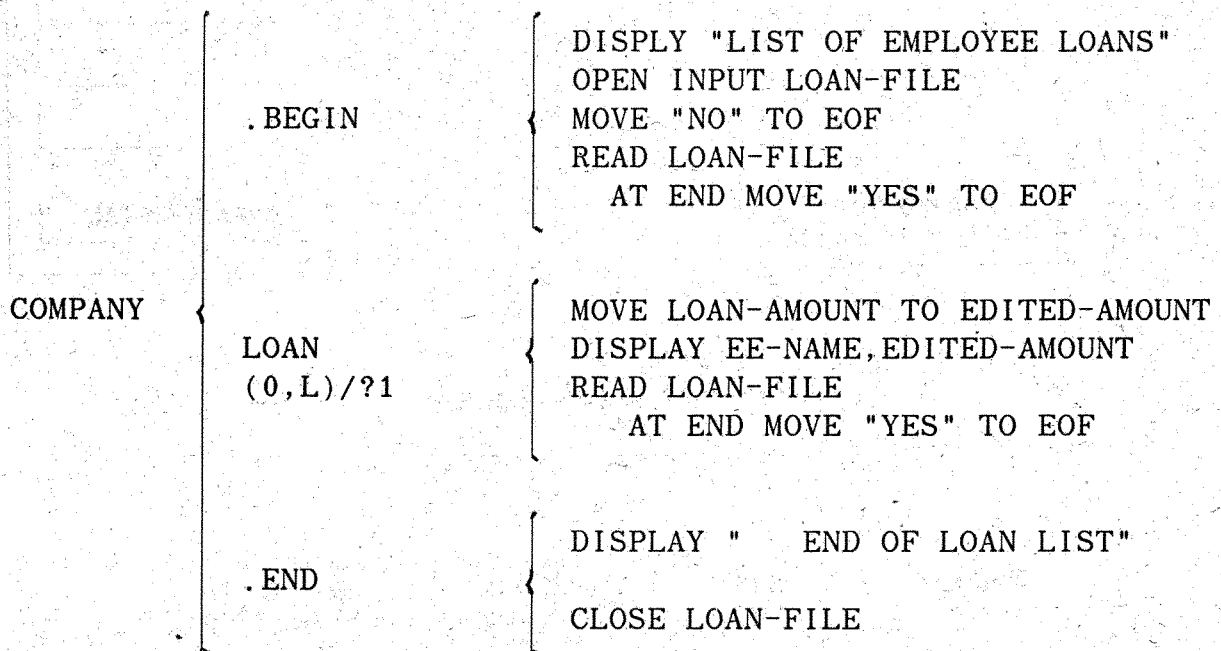 DISPLY "LIST OF EMPLOYEE LOANS"
OPEN INPUT LOAN-FILE
.BEGIN MOVE "NO" TO EOF
READ LOAN-FILE
AT END MOVE "YES" TO EOF
COMPANY MOVE LOAN-AMOUNT TO EDITED-AMOUNT
LOAN DISPLAY EE-NAME,EDITED-AMOUNT
(0,L)/?1 READ LOAN-FILE
AT END MOVE "YES" TO EOF
DISPLAY " END OF LOAN LIST"
.END
CLOSE LOAN-FILE